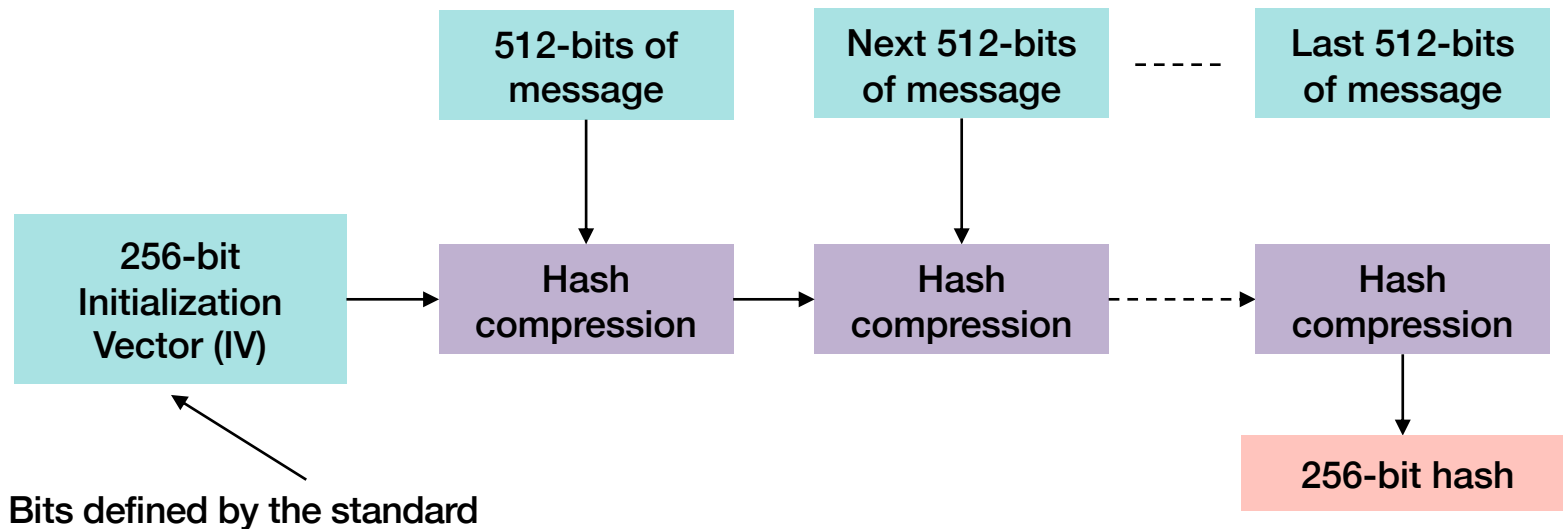 512-bits of
message
Next 512-bits
of message
Last 512-bits
of message
256-bit
Initialization
Vector (IV)
Hash
compression
Hash
compression
Hash
compression
256-bit hash
Bits defined by the standard